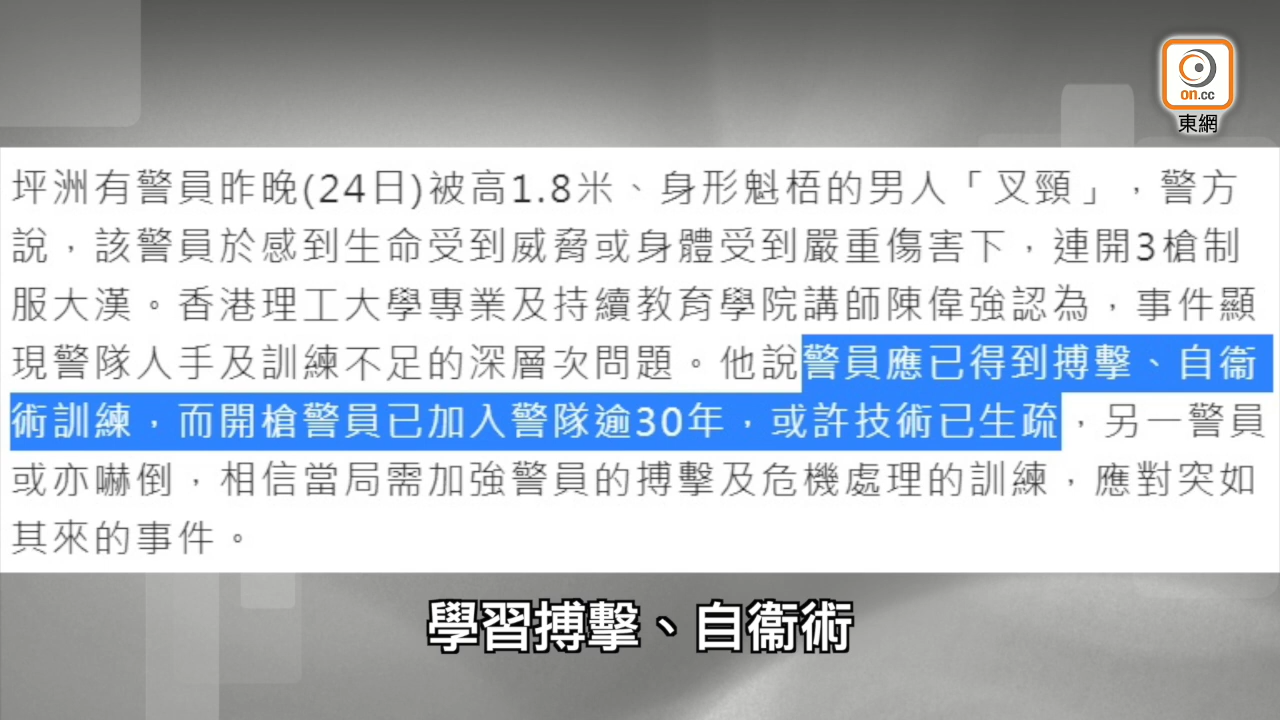 on.cc
東網
坪洲有警員昨晚(24日)被高1.8米、身形魁梧的男人「叉頸」，警方
說，該警員於感到生命受到威脅或身體受到嚴重傷害下，連開3槍制
服大漢。香港理工大學專業及持續教育學院講師陳偉強認為，事件顯
現警隊人手及訓練不足的深層次問題。他說警員應已得到搏擊、自衞
術訓練，而開槍警員已加入警隊逾30年，或許技術已生疏，另一警員
或亦嚇倒，相信當局需加強警員的搏擊及危機處理的訓練，應對突如
其來的事件。
學習搏擊、自衞術